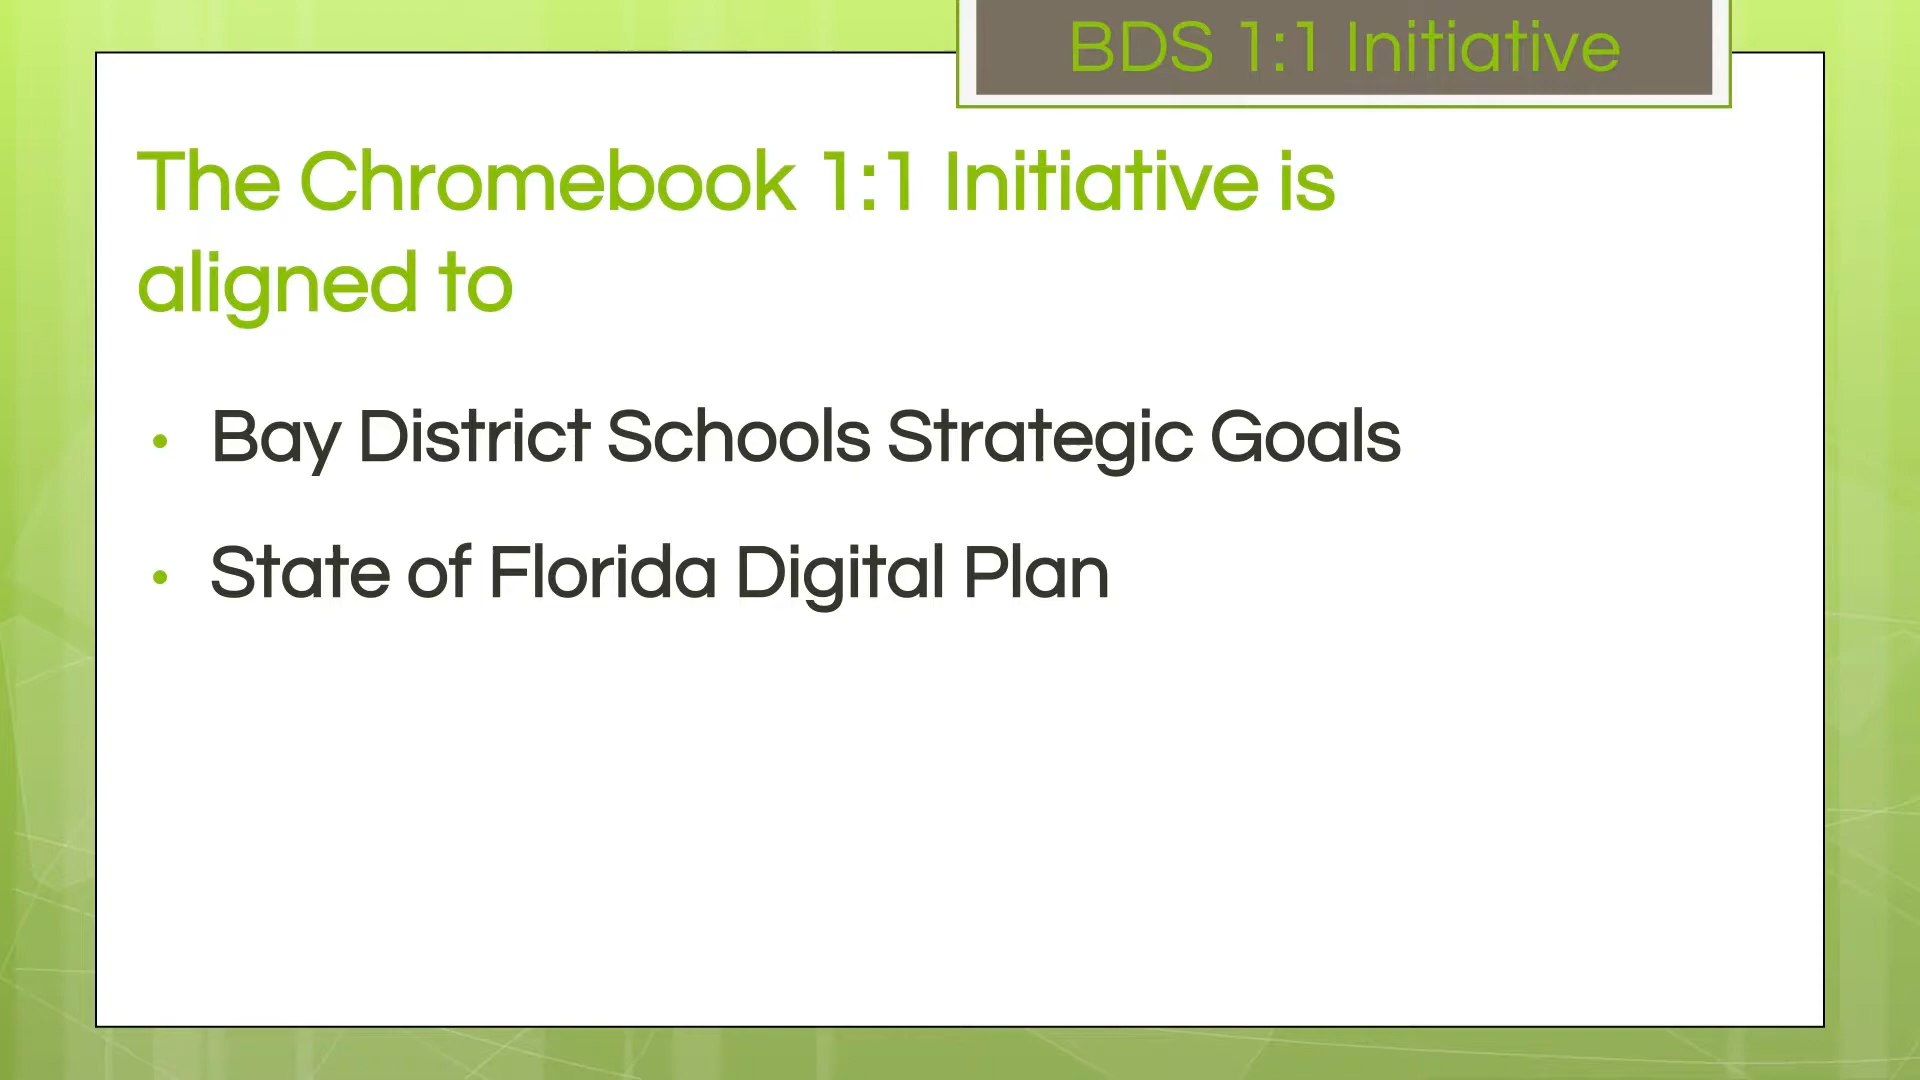 BDS 1:1 Initiative
The Chromebook 1:1 Initiative is
aligned to
• Bay District Schools Strategic Goals
• State of Florida Digital Plan